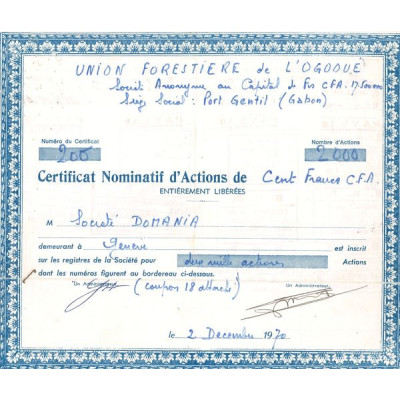 UNION FORESTIERE de L'OGOOUÉ
Société Anonyme au Capital de Frs CFA.
Siège Social : Port Gentil (Gabon)
Numéro du Certificat
Nombre d'Actions
200
2000
Certificat Nominatif d'Actions de Cent Francs CFA.
ENTIÈREMENT LIBÉRÉES
M Société DOMANIA
demeurant à Genève est inscrit
sur les registres de la Société pour deux mille actions Actions
dont les numéros figurent au bordereau ci-dessous.
Un Administrateur (coupon 18 attaché) Un Administrateur
le 2 Decembre 1970